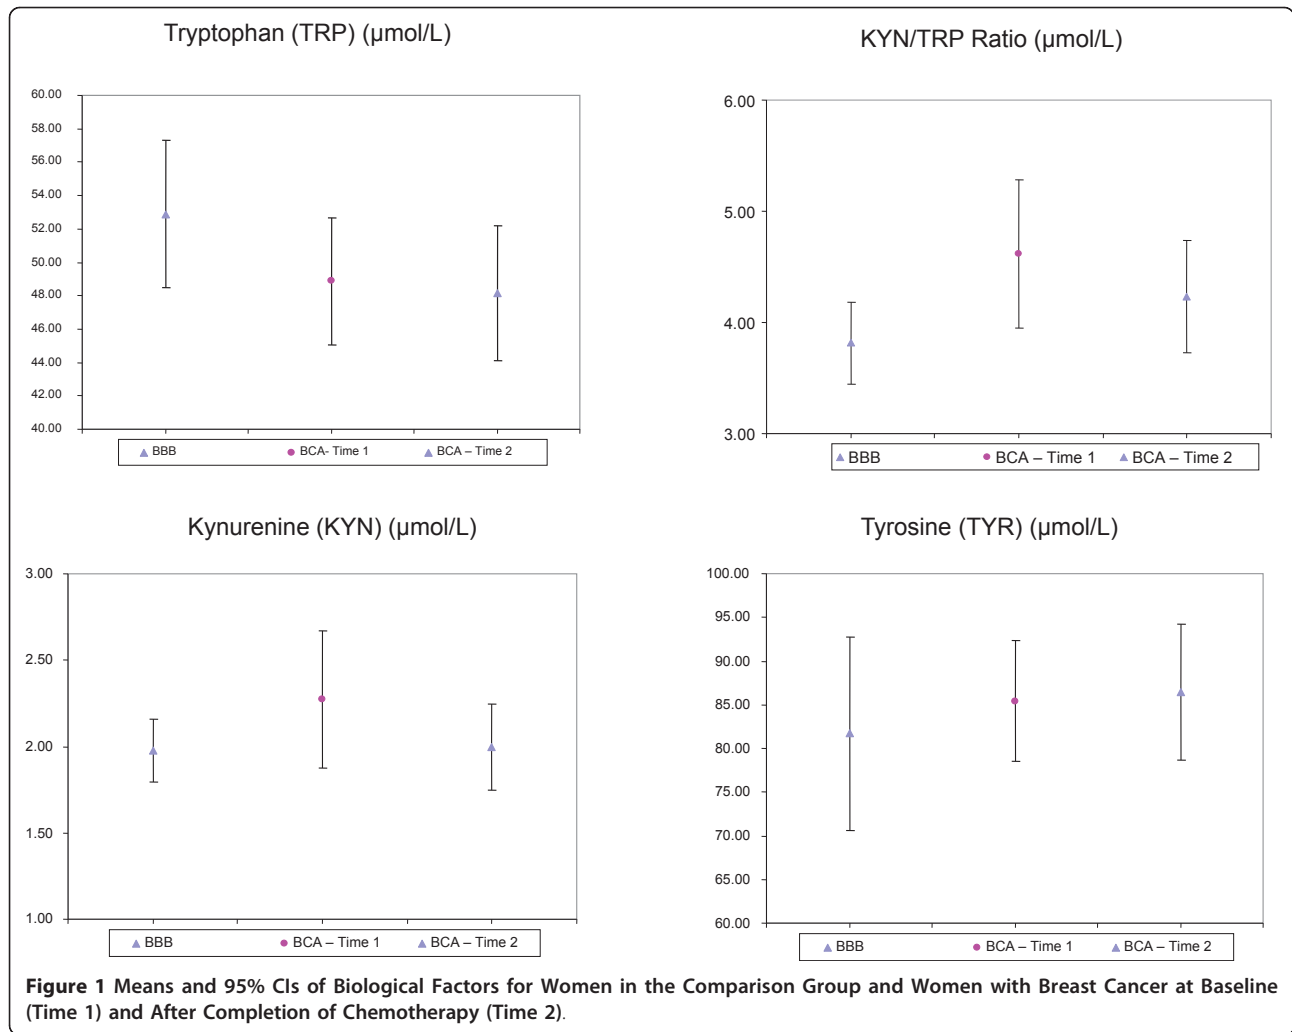 Tryptophan (TRP) (µmol/L)
60.00
58.00
56.00
54.00
52.00
50.00
48.00
46.00
44.00
42.00
40.00
BBB BCA- Time 1 BCA – Time 2
KYN/TRP Ratio (µmol/L)
6.00
5.00
4.00
3.00
BBB BCA – Time 1 BCA – Time 2
Kynurenine (KYN) (µmol/L)
3.00
2.50
2.00
1.50
1.00
BBB BCA – Time 1 BCA – Time 2
Tyrosine (TYR) (µmol/L)
100.00
95.00
90.00
85.00
80.00
75.00
70.00
65.00
60.00
BBB BCA – Time 1 BCA – Time 2
Figure 1 Means and 95% CIs of Biological Factors for Women in the Comparison Group and Women with Breast Cancer at Baseline
(Time 1) and After Completion of Chemotherapy (Time 2).